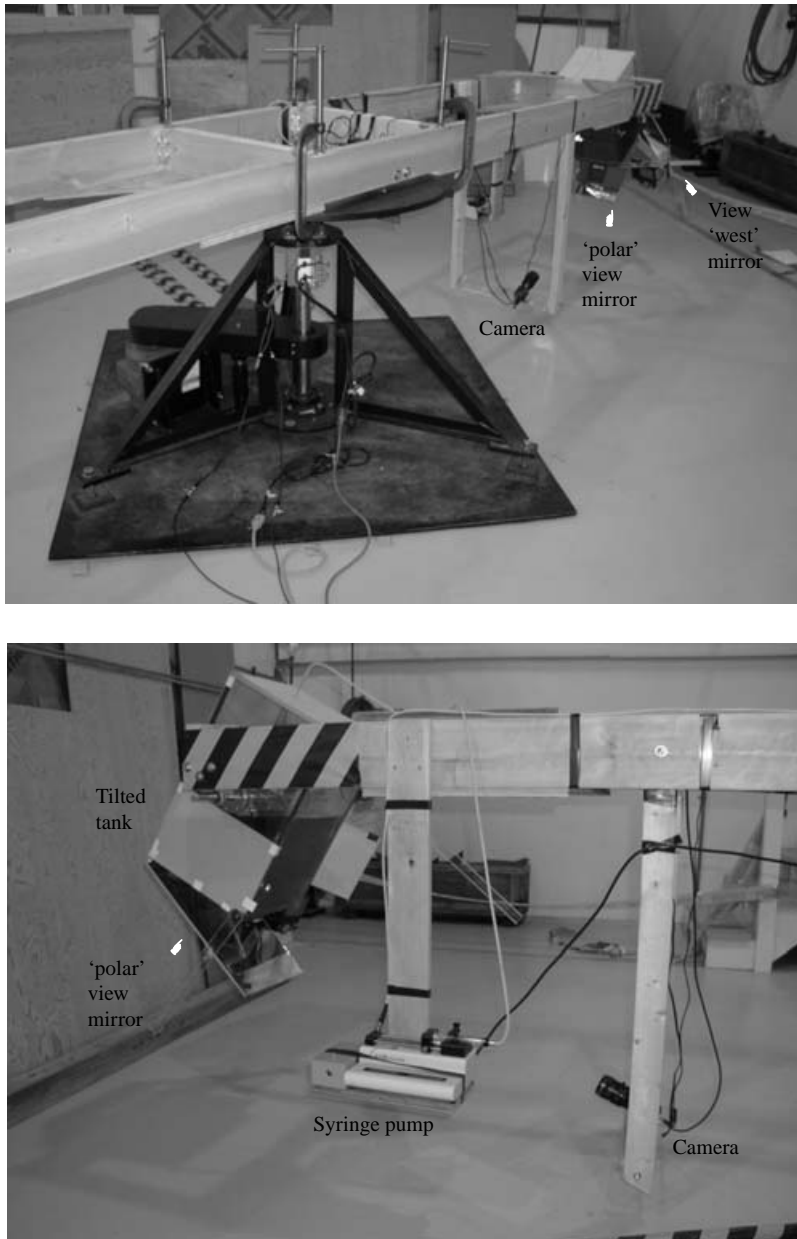 View
‘west’
mirror
‘polar’
view
mirror
Camera
Tilted
tank
‘polar’
view
mirror
Syringe pump
Camera